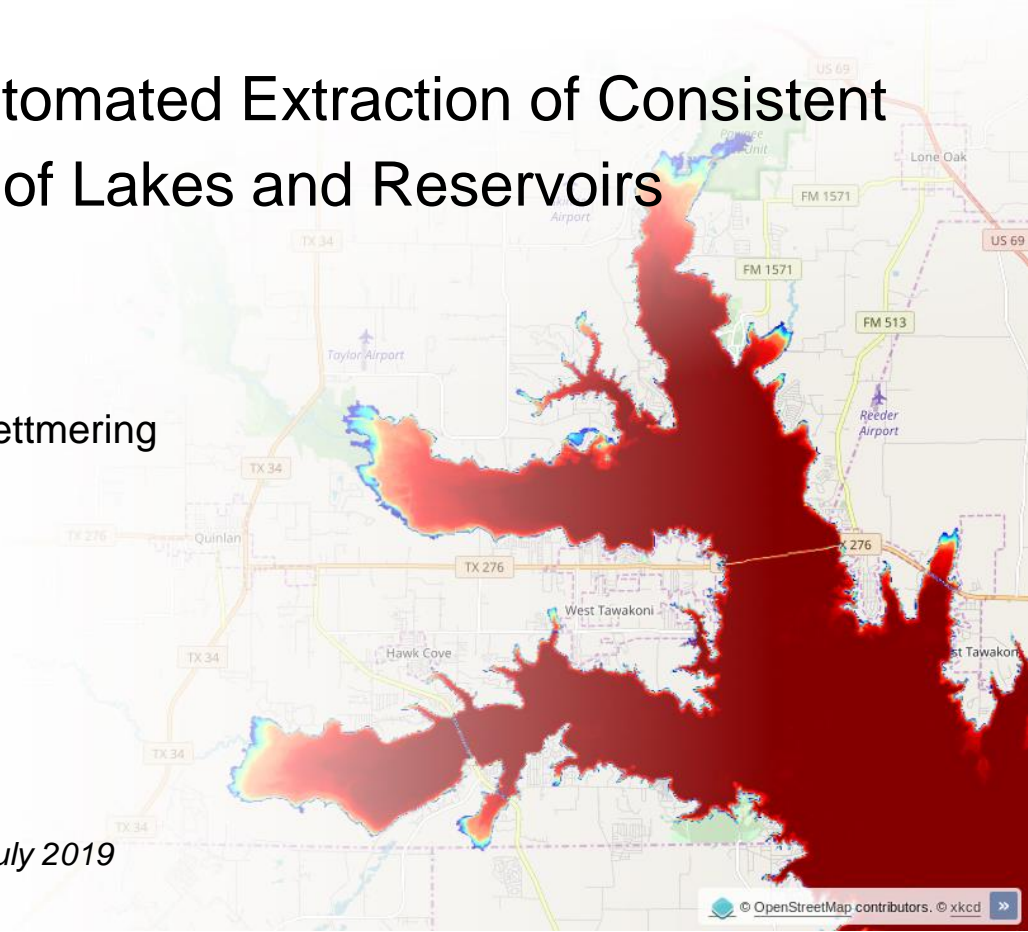 tomated Extraction of Consistent
of Lakes and Reservoirs
ettmering
uly 2019
US 69
Lone Oak
FM 1571
Airport
TX 34
US 69
FM 1571
FM 513
Taylor Airport
Reeder
Airport
TX 34
TX 276
Quinlan
X 276
TX 276
West Tawakoni
Hawk Cove
st Tawakon
TX 34
TX 34
TX 34
© OpenStreetMap contributors. © xkcd »